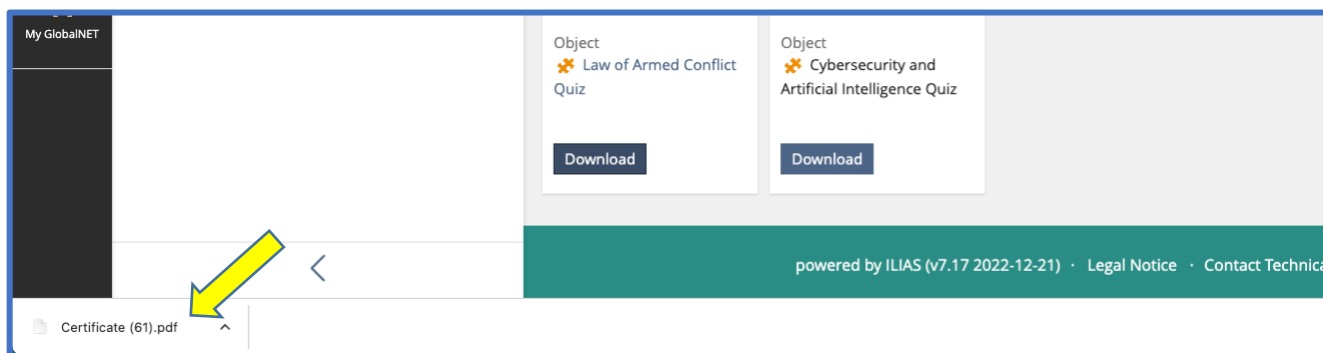 My GlobalNET
Object
Law of Armed Conflict
Quiz
Download
Object
Cybersecurity and
Artificial Intelligence Quiz
Download
powered by ILIAS (v7.17 2022-12-21) · Legal Notice · Contact Technica
Certificate (61).pdf